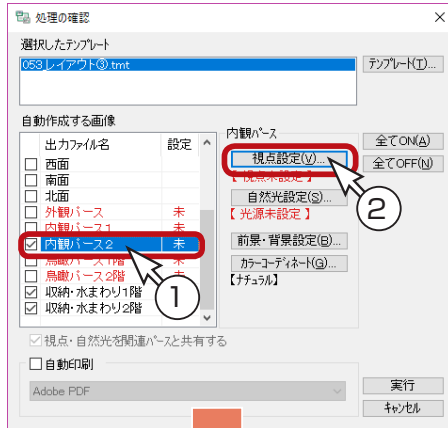 処理の確認
選択したテンプレート
053レイアウト③.tmt
テンプレート(T)...
自動作成する画像
出力ファイル名 設定
西面
南面
北面
外観パース 未
内観パース1 未
内観パース2 未
鳥瞰パース1階 未
鳥瞰パース2階 未
収納・水まわり1階
収納・水まわり2階
①
内観パース
視点設定(V)...
【 視点未設定 】
自然光設定(S)...
【 光源未設定 】
前景・背景設定(B)...
カラーコーディネート(G)...
【ナチュラル】
②
全てON(A)
全てOFF(N)
視点・自然光を関連パースと共有する
自動印刷
Adobe PDF
実行
キャンセル